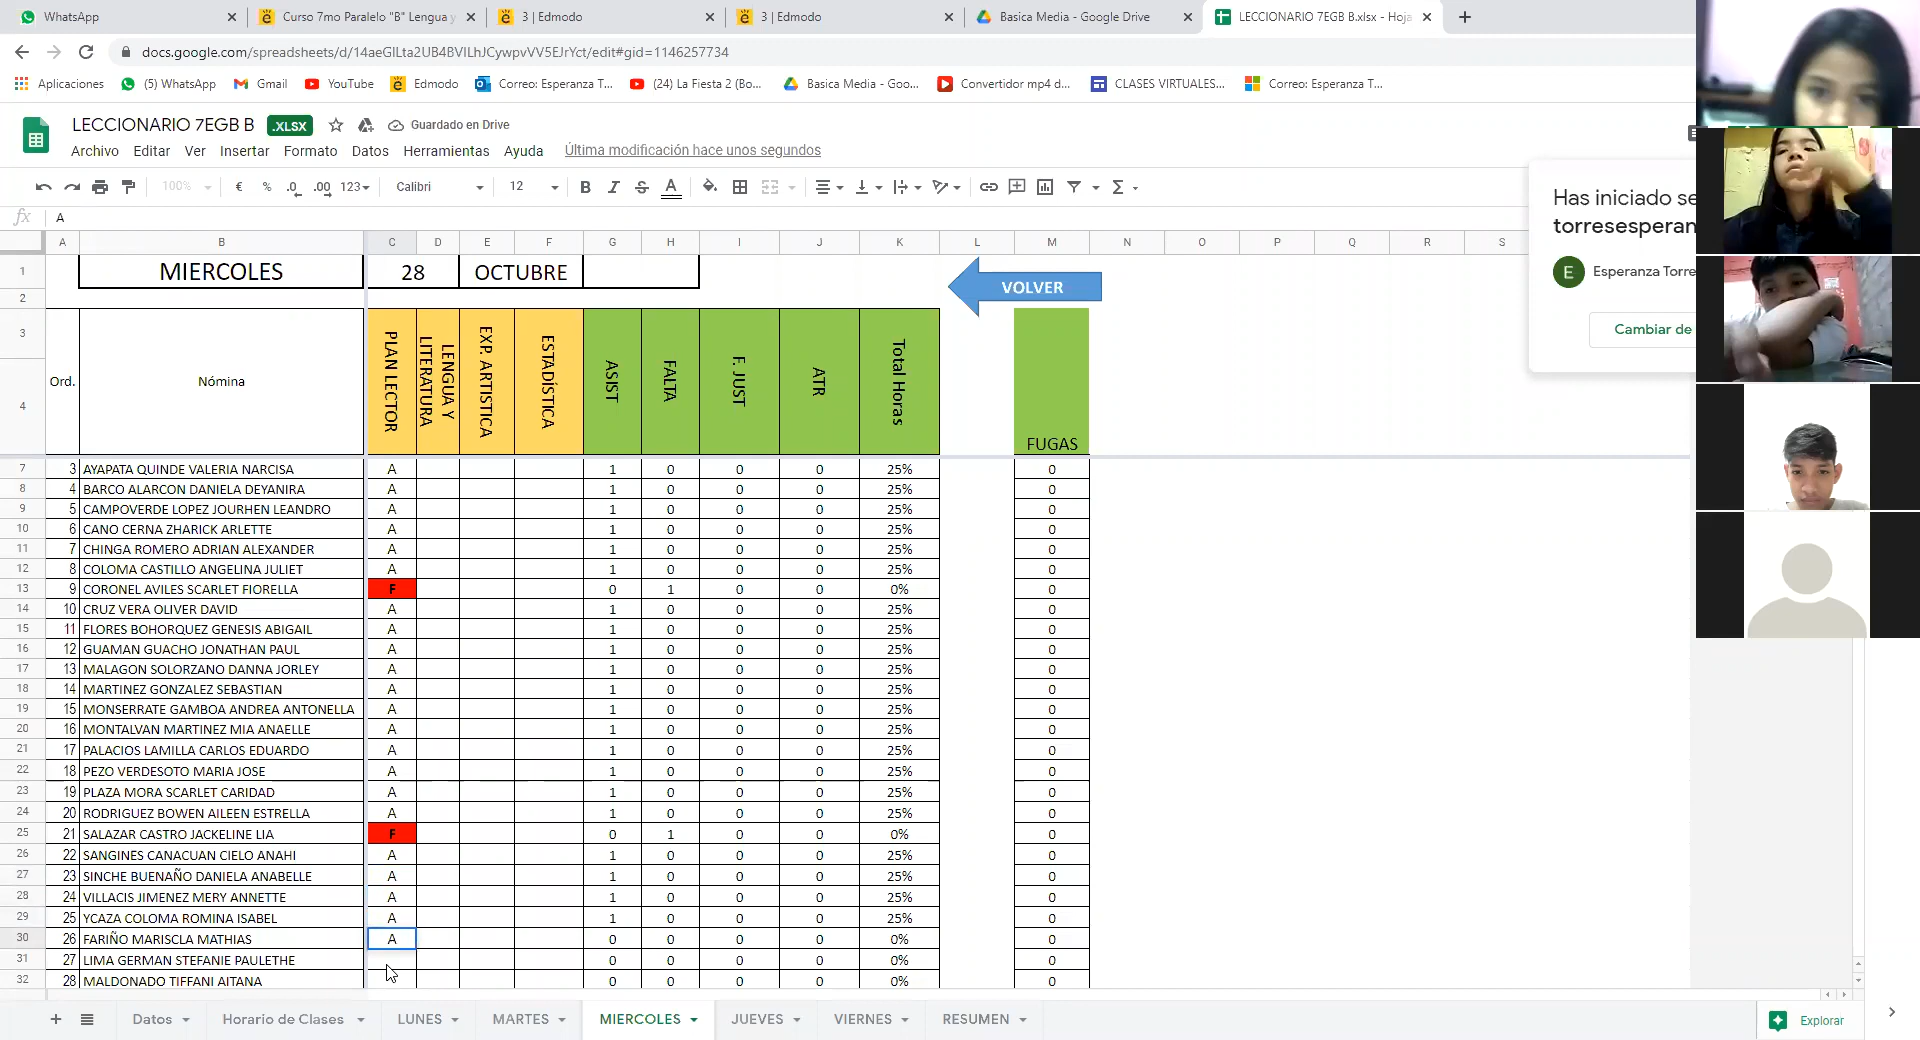 WhatsApp
Curso 7mo Paralelo "B" Lengua y
3 | Edmodo
3 | Edmodo
Basica Media - Google Drive
LECCIONARIO 7EGB B.xlsx - Hoja
Aplicaciones (5) WhatsApp Gmail YouTube Edmodo Correo: Esperanza T... (24) La Fiesta 2 (Bo... Basica Media - Goo... Convertidor mp4 d... CLASES VIRTUALES... Correo: Esperanza T...
LECCIONARIO 7EGB B .XLSX Guardado en Drive
Archivo Editar Ver Insertar Formato Datos Herramientas Ayuda Última modificación hace unos segundos
100% € % .0 .00 123 Calibri 12 B I S A
fx A
Has iniciado se
torresesperan
E Esperanza Torre
Cambiar de
A B C D E F G H I J K L M N O P Q R S
1 MIERCOLES 28 OCTUBRE VOLVER
2
3
4
Ord. Nómina PLAN LECTOR LENGUA Y LITERATURA EXP. ARTISTICA ESTADÍSTICA ASIST FALTA F. JUST ATR Total Horas FUGAS
7 3 AYAPATA QUINDE VALERIA NARCISA A 1 0 0 0 25% 0
8 4 BARCO ALARCON DANIELA DEYANIRA A 1 0 0 0 25% 0
9 5 CAMPOVERDE LOPEZ JOURHEN LEANDRO A 1 0 0 0 25% 0
10 6 CANO CERNA ZHARICK ARLETTE A 1 0 0 0 25% 0
11 7 CHINGA ROMERO ADRIAN ALEXANDER A 1 0 0 0 25% 0
12 8 COLOMA CASTILLO ANGELINA JULIET A 1 0 0 0 25% 0
13 9 CORONEL AVILES SCARLET FIORELLA F 0 1 0 0 0% 0
14 10 CRUZ VERA OLIVER DAVID A 1 0 0 0 25% 0
15 11 FLORES BOHORQUEZ GENESIS ABIGAIL A 1 0 0 0 25% 0
16 12 GUAMAN GUACHO JONATHAN PAUL A 1 0 0 0 25% 0
17 13 MALAGON SOLORZANO DANNA JORLEY A 1 0 0 0 25% 0
18 14 MARTINEZ GONZALEZ SEBASTIAN A 1 0 0 0 25% 0
19 15 MONSERRATE GAMBOA ANDREA ANTONELLA A 1 0 0 0 25% 0
20 16 MONTALVAN MARTINEZ MIA ANAELLE A 1 0 0 0 25% 0
21 17 PALACIOS LAMILLA CARLOS EDUARDO A 1 0 0 0 25% 0
22 18 PEZO VERDESOTO MARIA JOSE A 1 0 0 0 25% 0
23 19 PLAZA MORA SCARLET CARIDAD A 1 0 0 0 25% 0
24 20 RODRIGUEZ BOWEN AILEEN ESTRELLA A 1 0 0 0 25% 0
25 21 SALAZAR CASTRO JACKELINE LIA F 0 1 0 0 0% 0
26 22 SANGINES CANACUAN CIELO ANAHI A 1 0 0 0 25% 0
27 23 SINCHE BUENAÑO DANIELA ANABELLE A 1 0 0 0 25% 0
28 24 VILLACIS JIMENEZ MERY ANNETTE A 1 0 0 0 25% 0
29 25 YCAZA COLOMA ROMINA ISABEL A 1 0 0 0 25% 0
30 26 FARIÑO MARISCLA MATHIAS A 0 0 0 0 0% 0
31 27 LIMA GERMAN STEFANIE PAULETHE 0 0 0 0 0% 0
32 28 MALDONADO TIFFANI AITANA 0 0 0 0 0% 0
Datos Horario de Clases LUNES MARTES MIERCOLES JUEVES VIERNES RESUMEN Explorar